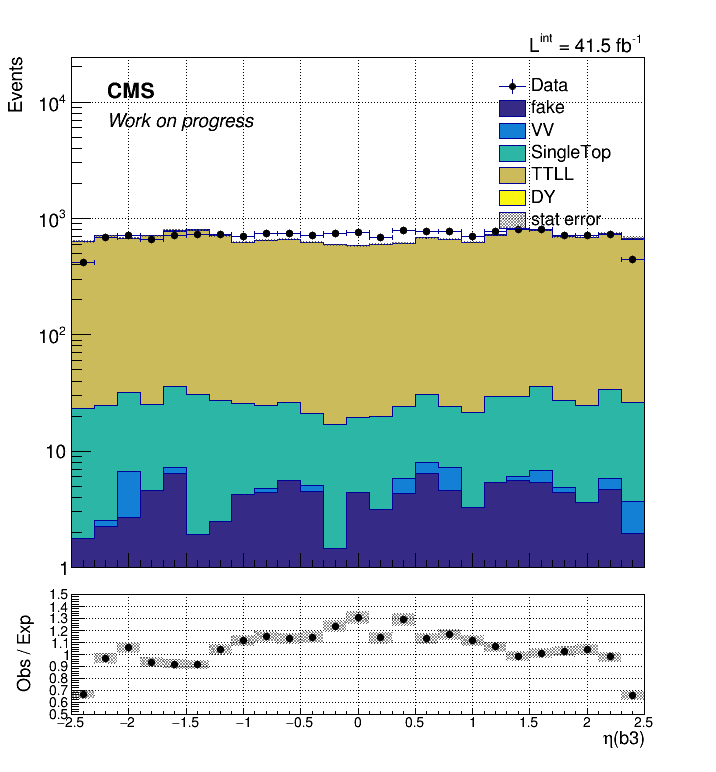 L^int = 41.5 fb^-1
Events
CMS
Work on progress
Data
fake
VV
SingleTop
TTLL
DY
stat error
10^4
10^3
10^2
10
1
Obs / Exp
1.5
1.4
1.3
1.2
1.1
1
0.9
0.8
0.7
0.6
0.5
−2.5 −2 −1.5 −1 −0.5 0 0.5 1 1.5 2 2.5
η(b3)